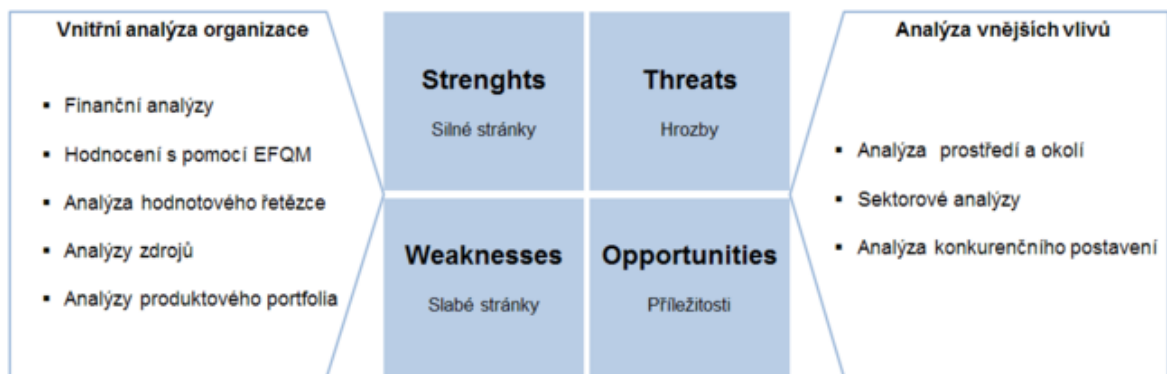 Vnitřní analýza organizace
▪ Finanční analýzy
▪ Hodnocení s pomocí EFQM
▪ Analýza hodnotového řetězce
▪ Analýzy zdrojů
▪ Analýzy produktového portfolia
Strenghts
Silné stránky
Threats
Hrozby
Weaknesses
Slabé stránky
Opportunities
Příležitosti
Analýza vnějších vlivů
▪ Analýza prostředí a okolí
▪ Sektorové analýzy
▪ Analýza konkurenčního postavení